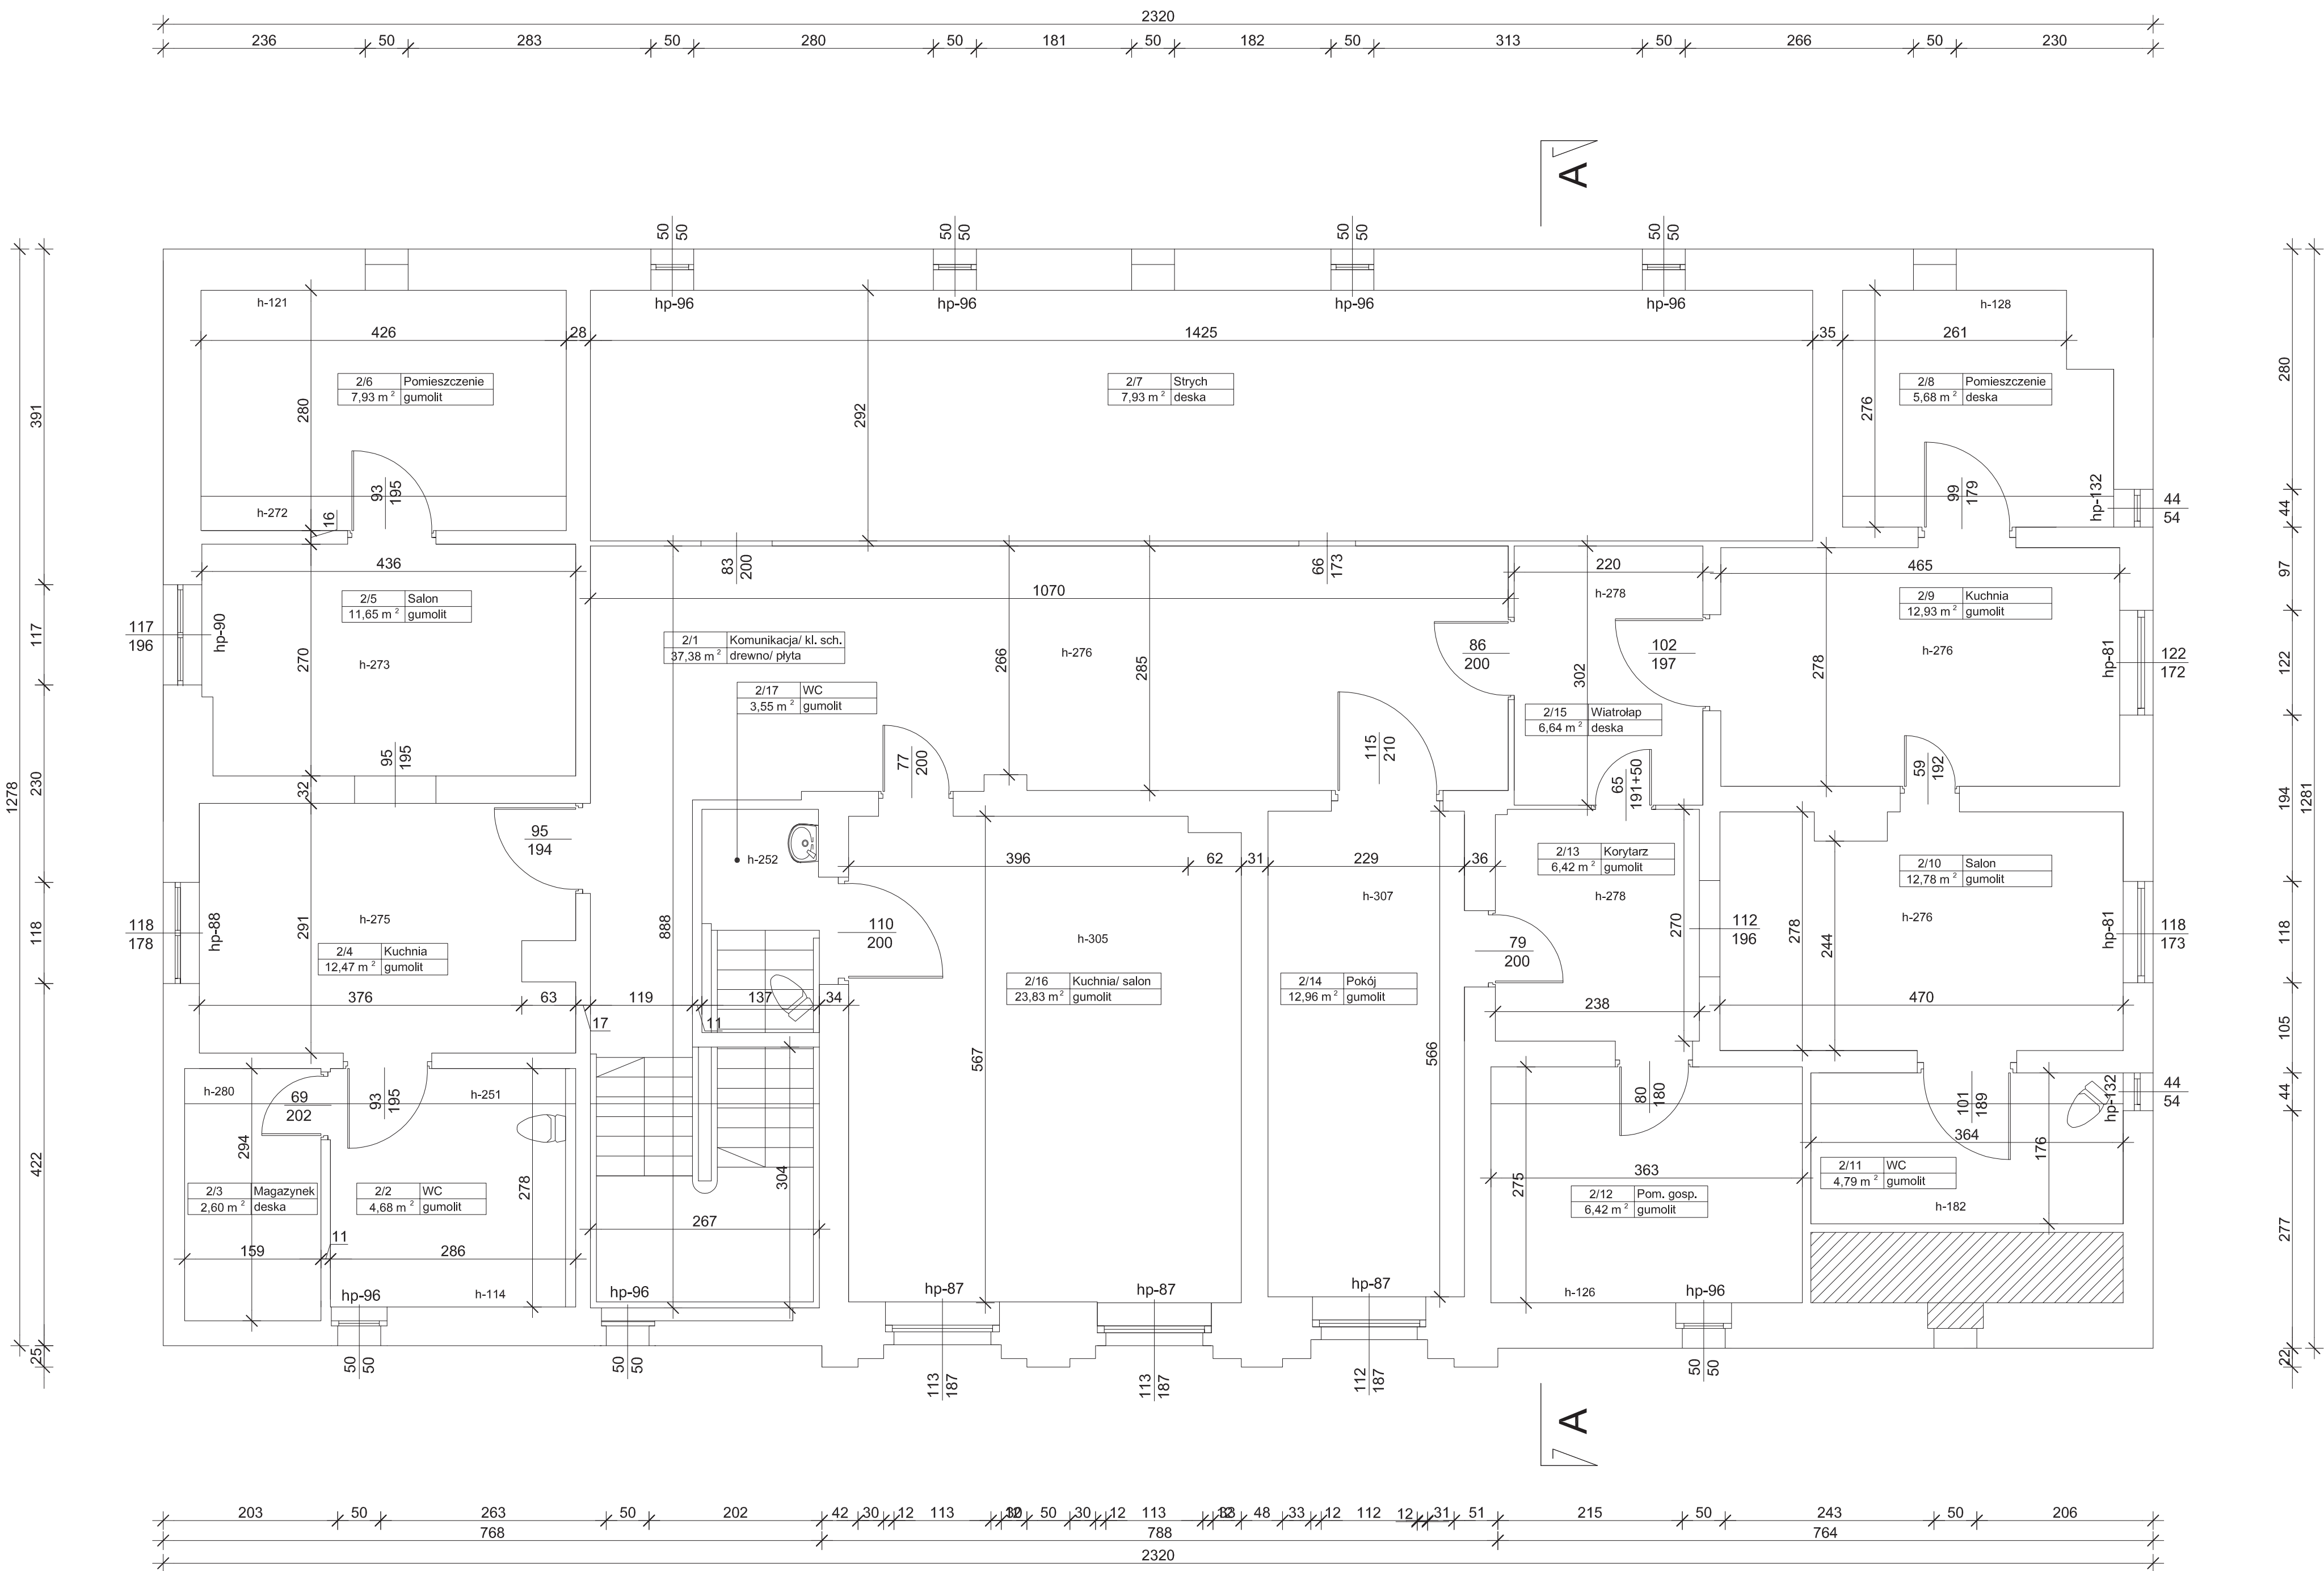 2320
236 50 283 50 280 50 181 50 182 50 313 50 266 50 230
A
50 50 50 50 50 50 50 50
hp-96 hp-96 hp-96 hp-96
h-121 h-128
426 28 1425 35 261
2/6 Pomieszczenie
7,93 m² gumolit
2/7 Strych
7,93 m² deska
2/8 Pomieszczenie
5,68 m² deska
391 280 292 276 280
93 195
99 179
hp-132
44
54
44
h-272 16
436
83 200
66 173
220
465
97
1070
h-278
2/5 Salon
11,65 m² gumolit
2/9 Kuchnia
12,93 m² gumolit
117
196
117
hp-90
270
h-273
2/1 Komunikacja/ kl. sch.
37,38 m² drewno/ płyta
266
h-276
285
86
200
102
197
302
278
h-276
hp-81
122
172
122
2/17 WC
3,55 m² gumolit
2/15 Wiatrołap
6,64 m² deska
95 195
77 200
115 210
65 191+50
59 192
230
32
1278
194
1281
95
194
h-252
396 62 31 229 36
2/13 Korytarz
6,42 m² gumolit
2/10 Salon
12,78 m² gumolit
h-307
h-278
h-276
118
178
118
hp-88
291
h-275
888
110
200
h-305
79
200
270
112
196
278
244
hp-81
118
173
118
2/4 Kuchnia
12,47 m² gumolit
2/16 Kuchnia/ salon
23,83 m² gumolit
2/14 Pokój
12,96 m² gumolit
376 63 119 137 34
17 11
238
470
105
567
566
h-280
69
202
93 195
h-251
80 180
101 189
hp-132
44
54
44
294
422
278
304
364
176
363
275
2/3 Magazynek
2,60 m² deska
2/2 WC
4,68 m² gumolit
2/12 Pom. gosp.
6,42 m² gumolit
2/11 WC
4,79 m² gumolit
h-182
267
277
11
159 286
hp-96 h-114 hp-96 hp-87 hp-87 hp-87 h-126 hp-96
25 22
50 50 50 50 113 187 113 187 112 187 50 50
A
203 50 263 50 202 42 30 12 113 50 30 12 113 48 33 12 112 12 31 51 215 50 243 50 206
768 788 764
2320